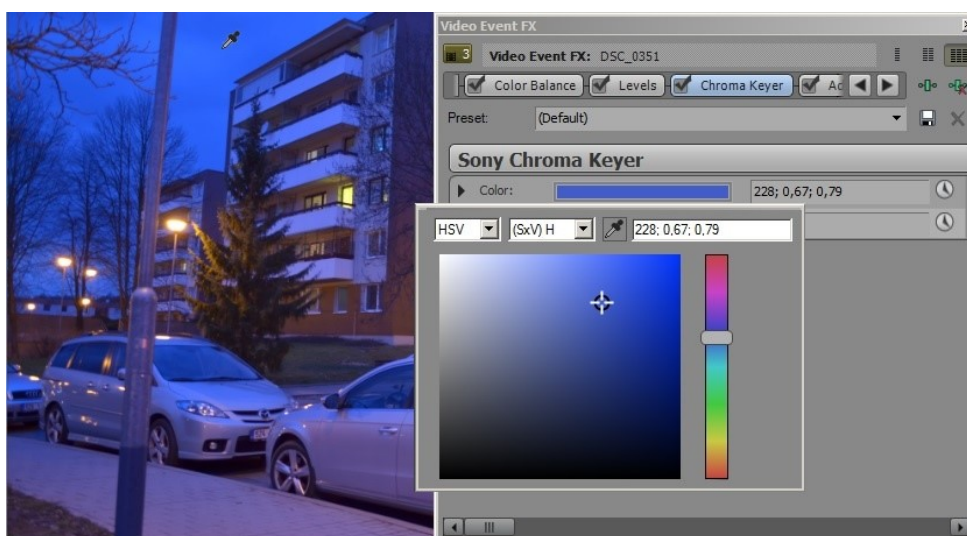 Video Event FX
3 Video Event FX: DSC_0351
Color Balance Levels Chroma Keyer
Preset: (Default)
Sony Chroma Keyer
Color: 228; 0,67; 0,79
HSV (SxV) H 228; 0,67; 0,79